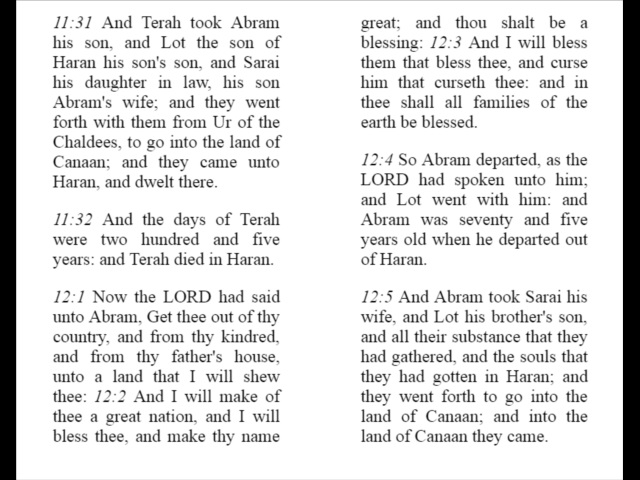 11:31 And Terah took Abram
his son, and Lot the son of
Haran his son's son, and Sarai
his daughter in law, his son
Abram's wife; and they went
forth with them from Ur of the
Chaldees, to go into the land of
Canaan; and they came unto
Haran, and dwelt there.
11:32 And the days of Terah
were two hundred and five
years: and Terah died in Haran.
12:1 Now the LORD had said
unto Abram, Get thee out of thy
country, and from thy kindred,
and from thy father's house,
unto a land that I will shew
thee: 12:2 And I will make of
thee a great nation, and I will
bless thee, and make thy name
great; and thou shalt be a
blessing: 12:3 And I will bless
them that bless thee, and curse
him that curseth thee: and in
thee shall all families of the
earth be blessed.
12:4 So Abram departed, as the
LORD had spoken unto him;
and Lot went with him: and
Abram was seventy and five
years old when he departed out
of Haran.
12:5 And Abram took Sarai his
wife, and Lot his brother's son,
and all their substance that they
had gathered, and the souls that
they had gotten in Haran; and
they went forth to go into the
land of Canaan; and into the
land of Canaan they came.